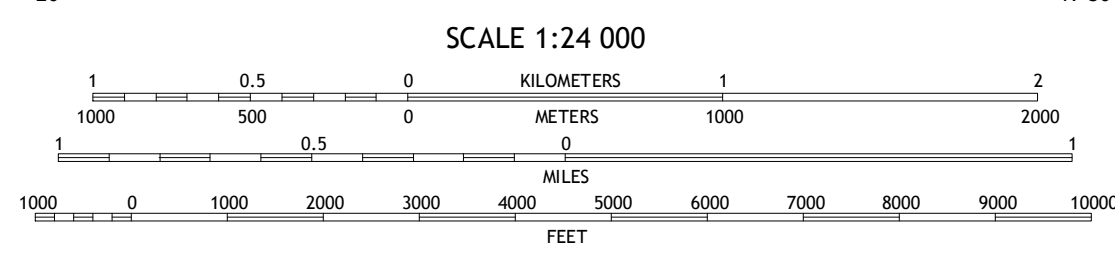 SCALE 1:24 000
1 0.5 0 KILOMETERS 1 2
1000 500 0 METERS 1000 2000
1 0.5 0 1
MILES
1000 0 1000 2000 3000 4000 5000 6000 7000 8000 9000 10000
FEET